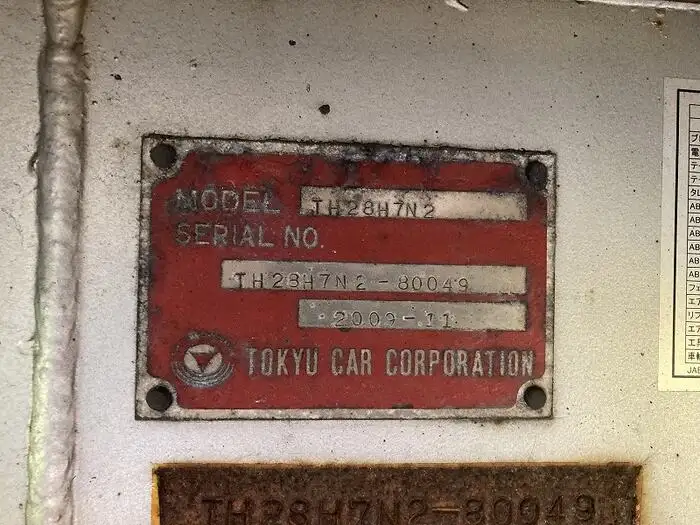 MODEL TH28H7N2
SERIAL NO.
TH28H7N2-80049
2009-11
TOKYU CAR CORPORATION
TH28H7N2-80049